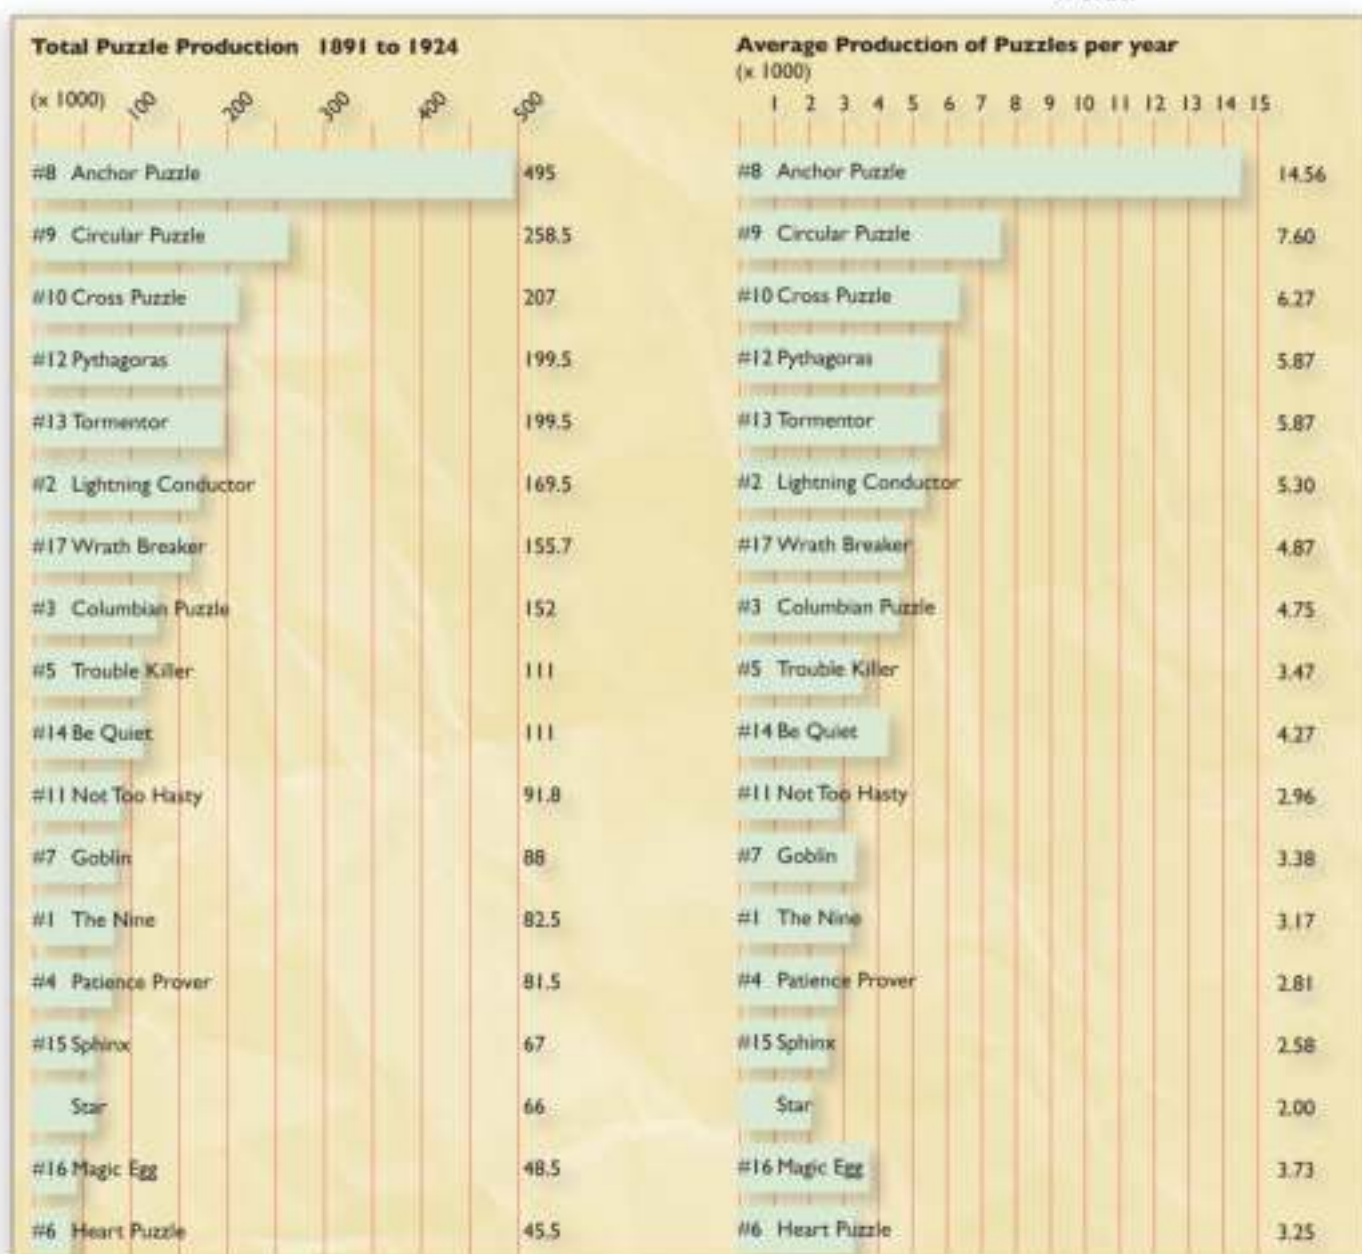 Total Puzzle Production 1891 to 1924
(x 1000) 100 200 300 400 500
#8 Anchor Puzzle 495
#9 Circular Puzzle 258.5
#10 Cross Puzzle 207
#12 Pythagoras 199.5
#13 Tormentor 199.5
#2 Lightning Conductor 169.5
#17 Wrath Breaker 155.7
#3 Columbian Puzzle 152
#5 Trouble Killer 111
#14 Be Quiet 111
#11 Not Too Hasty 91.8
#7 Goblin 88
#1 The Nine 82.5
#4 Patience Prover 81.5
#15 Sphinx 67
Star 66
#16 Magic Egg 48.5
#6 Heart Puzzle 45.5
Average Production of Puzzles per year
(x 1000)
1 2 3 4 5 6 7 8 9 10 11 12 13 14 15
#8 Anchor Puzzle 14.56
#9 Circular Puzzle 7.60
#10 Cross Puzzle 6.27
#12 Pythagoras 5.87
#13 Tormentor 5.87
#2 Lightning Conductor 5.30
#17 Wrath Breaker 4.87
#3 Columbian Puzzle 4.75
#5 Trouble Killer 3.47
#14 Be Quiet 4.27
#11 Not Too Hasty 2.96
#7 Goblin 3.38
#1 The Nine 3.17
#4 Patience Prover 2.81
#15 Sphinx 2.58
Star 2.00
#16 Magic Egg 3.73
#6 Heart Puzzle 3.25